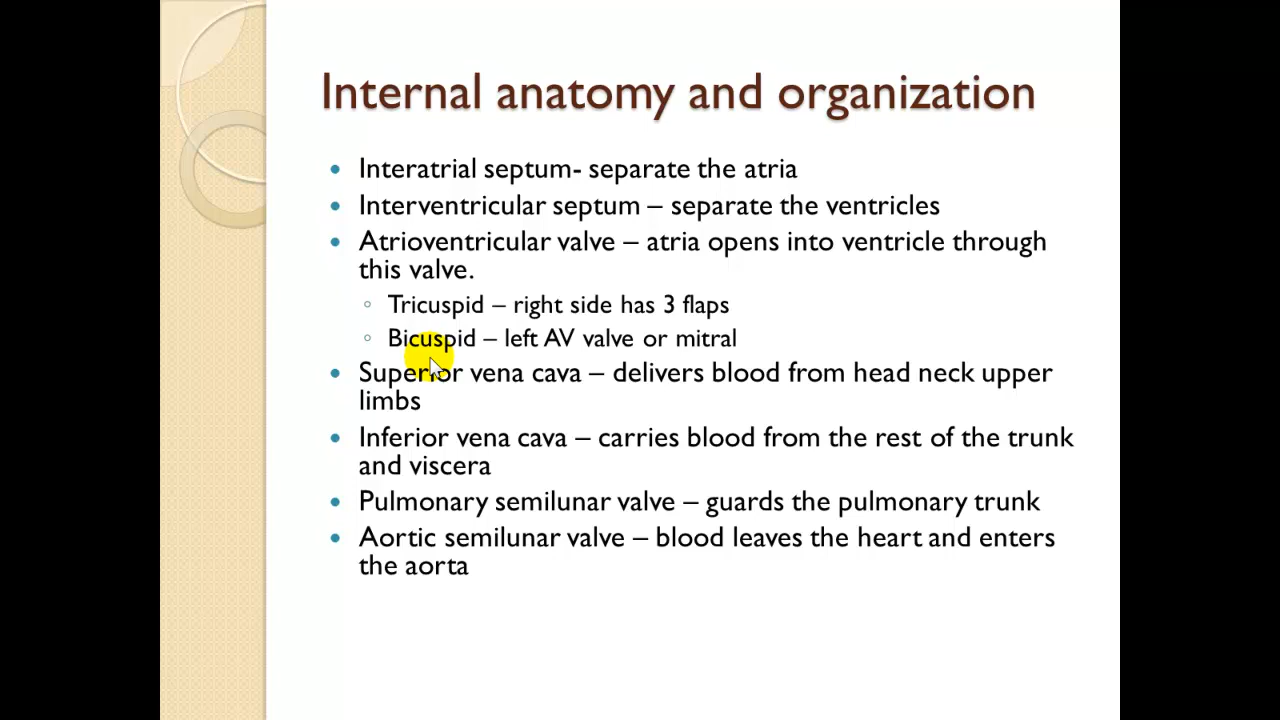 Internal anatomy and organization
• Interatrial septum- separate the atria
• Interventricular septum – separate the ventricles
• Atrioventricular valve – atria opens into ventricle through
this valve.
◦ Tricuspid – right side has 3 flaps
◦ Bicuspid – left AV valve or mitral
• Superior vena cava – delivers blood from head neck upper
limbs
• Inferior vena cava – carries blood from the rest of the trunk
and viscera
• Pulmonary semilunar valve – guards the pulmonary trunk
• Aortic semilunar valve – blood leaves the heart and enters
the aorta